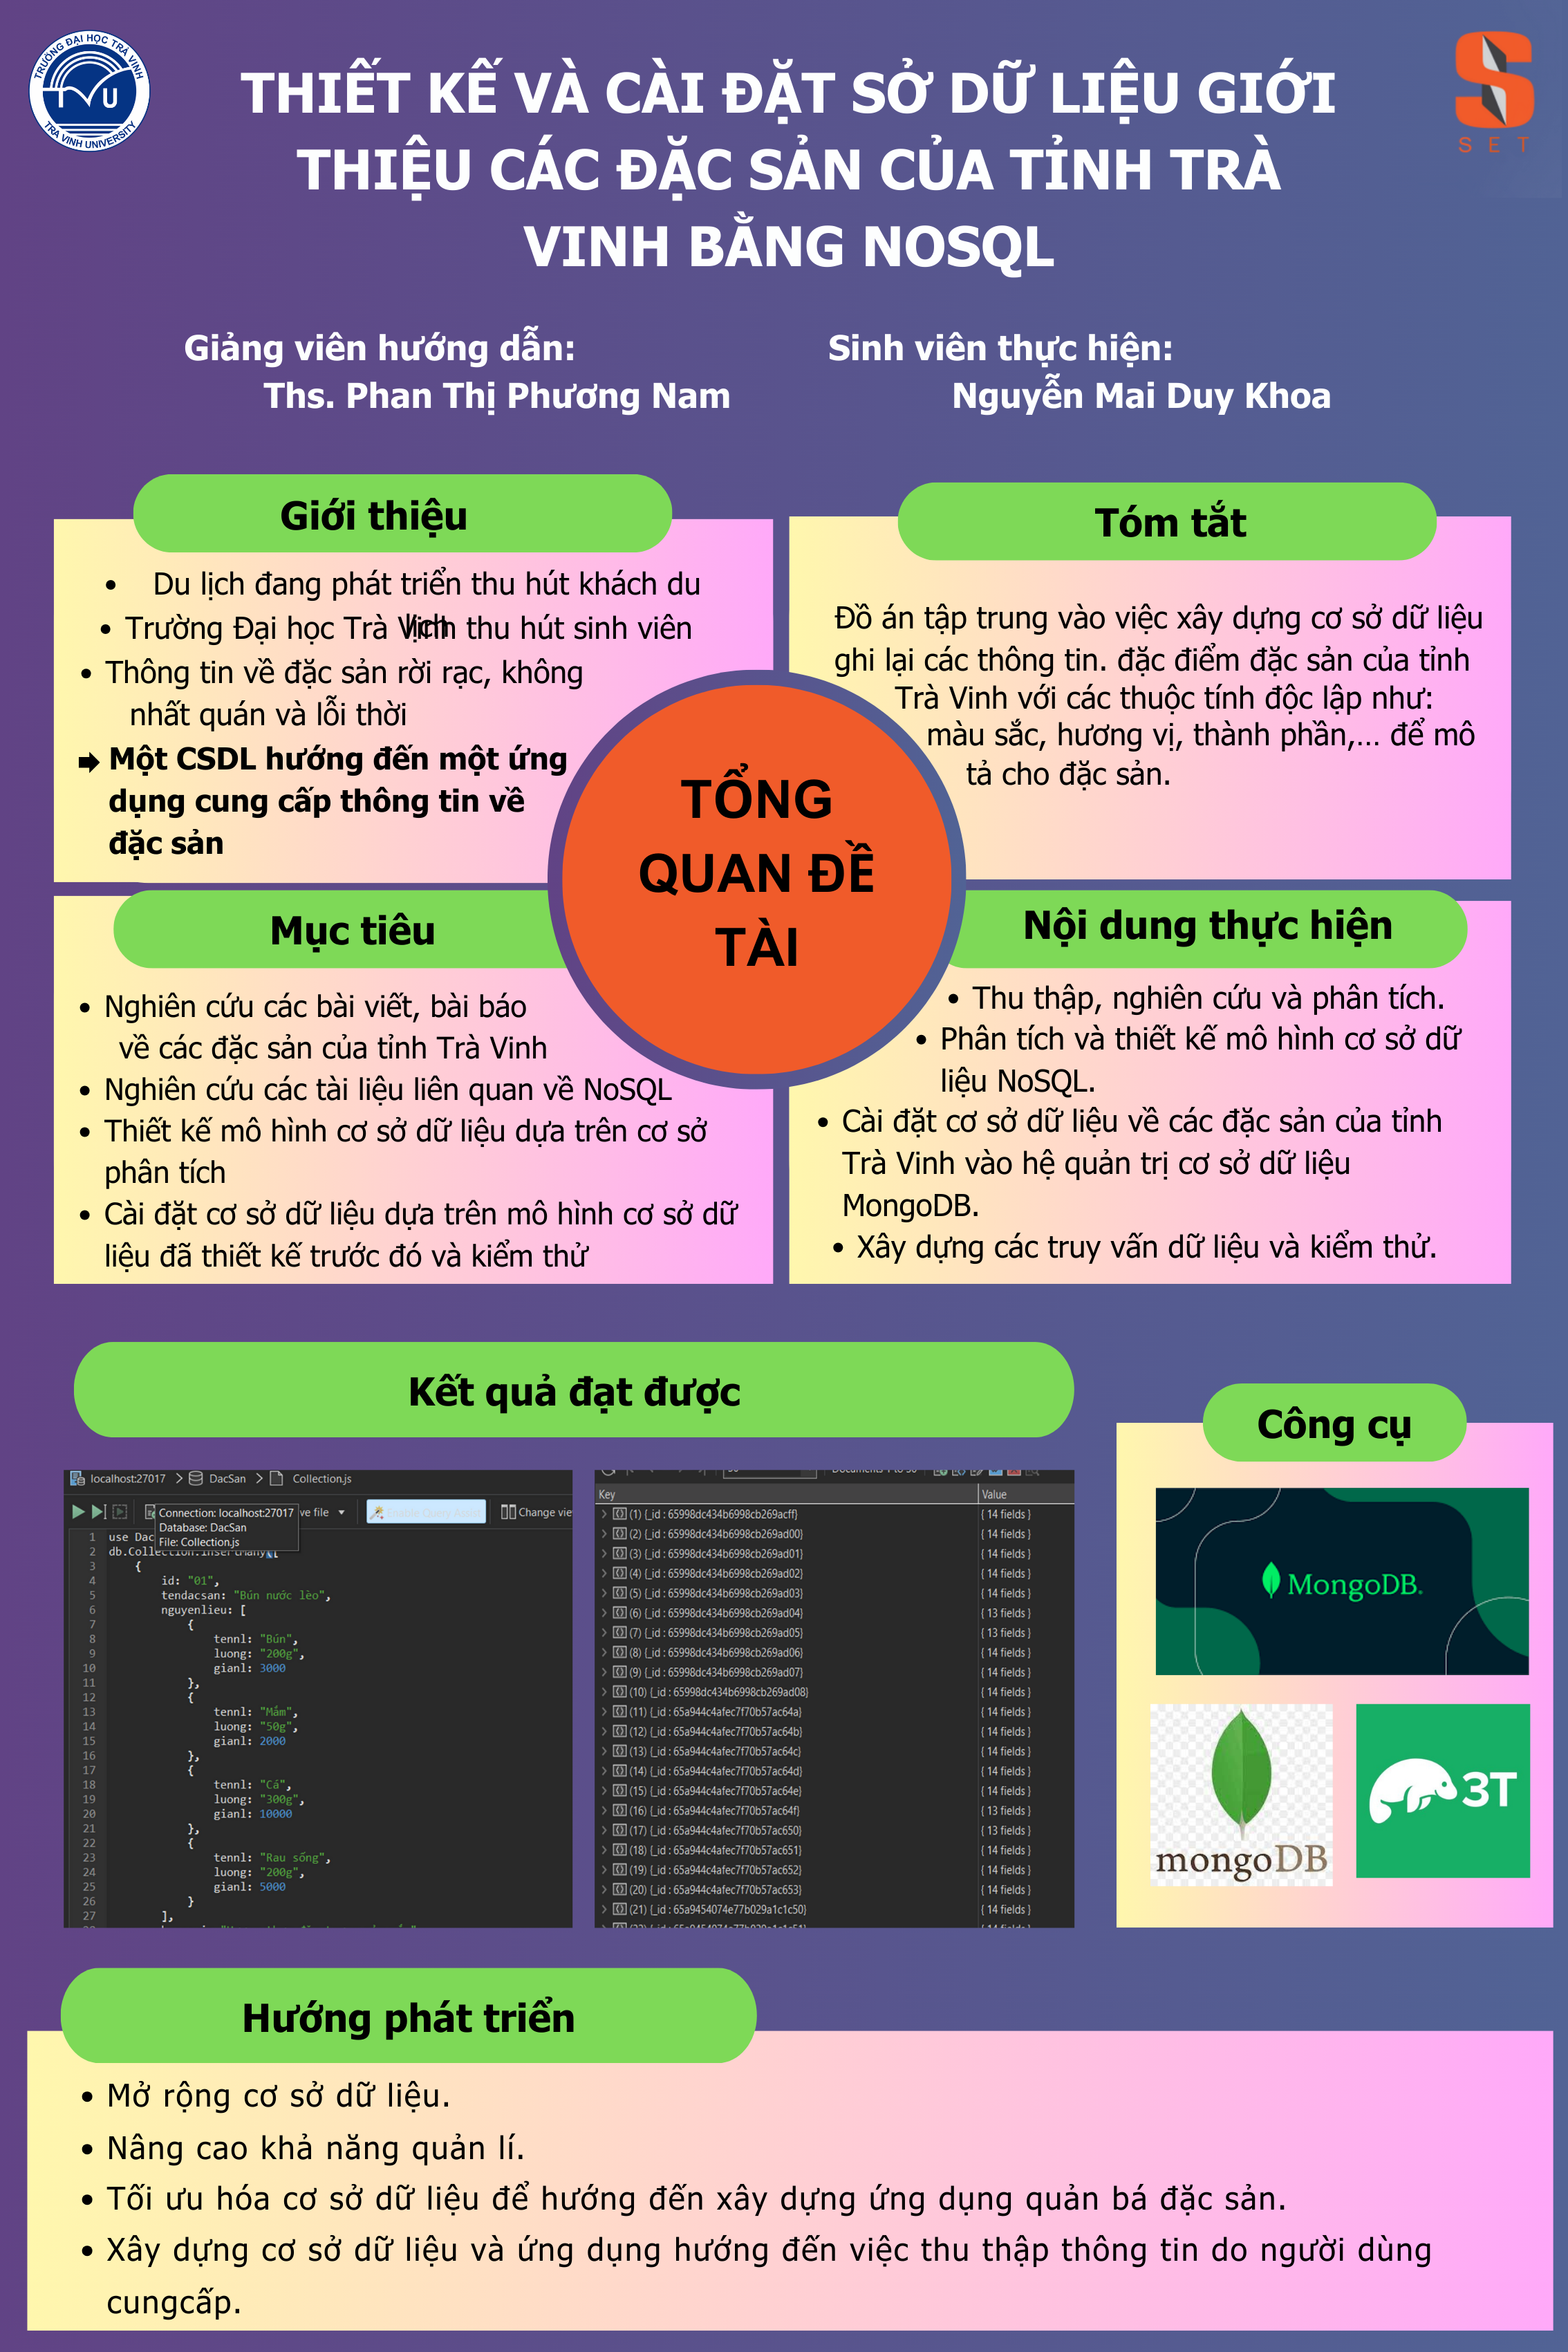 TRƯỜNG ĐẠI HỌC TRÀ VINH
TVU
TRA VINH UNIVERSITY
SET
THIẾT KẾ VÀ CÀI ĐẶT SỞ DỮ LIỆU GIỚI
THIỆU CÁC ĐẶC SẢN CỦA TỈNH TRÀ
VINH BẰNG NOSQL
Giảng viên hướng dẫn:
Ths. Phan Thị Phương Nam
Sinh viên thực hiện:
Nguyễn Mai Duy Khoa
Giới thiệu
• Du lịch đang phát triển thu hút khách du
lịch
• Trường Đại học Trà Vinh thu hút sinh viên
• Thông tin về đặc sản rời rạc, không
nhất quán và lỗi thời
🡆 Một CSDL hướng đến một ứng
dụng cung cấp thông tin về
đặc sản
Tóm tắt
Đồ án tập trung vào việc xây dựng cơ sở dữ liệu
ghi lại các thông tin. đặc điểm đặc sản của tỉnh
Trà Vinh với các thuộc tính độc lập như:
màu sắc, hương vị, thành phần,... để mô
tả cho đặc sản.
TỔNG
QUAN ĐỀ
TÀI
Mục tiêu
• Nghiên cứu các bài viết, bài báo
về các đặc sản của tỉnh Trà Vinh
• Nghiên cứu các tài liệu liên quan về NoSQL
• Thiết kế mô hình cơ sở dữ liệu dựa trên cơ sở
phân tích
• Cài đặt cơ sở dữ liệu dựa trên mô hình cơ sở dữ
liệu đã thiết kế trước đó và kiểm thử
Nội dung thực hiện
• Thu thập, nghiên cứu và phân tích.
• Phân tích và thiết kế mô hình cơ sở dữ
liệu NoSQL.
• Cài đặt cơ sở dữ liệu về các đặc sản của tỉnh
Trà Vinh vào hệ quản trị cơ sở dữ liệu
MongoDB.
• Xây dựng các truy vấn dữ liệu và kiểm thử.
Kết quả đạt được
localhost:27017 > DacSan > Collection.js
ve file
Change vie
Connection: localhost:27017
Database: DacSan
File: Collection.js
1 use Dac
2 db.Collection.insertMany([
3 {
4 id: "01",
5 tendacsan: "Bún nước lèo",
6 nguyenlieu: [
7 {
8 tennl: "Bún",
9 luong: "200g",
10 gianl: 3000
11 },
12 {
13 tennl: "Mắm",
14 luong: "50g",
15 gianl: 2000
16 },
17 {
18 tennl: "Cá",
19 luong: "300g",
20 gianl: 10000
21 },
22 {
23 tennl: "Rau sống",
24 luong: "200g",
25 gianl: 5000
26 }
27 ],
Key Value
(1) {_id : 65998dc434b6998cb269acff} { 14 fields }
(2) {_id : 65998dc434b6998cb269ad00} { 14 fields }
(3) {_id : 65998dc434b6998cb269ad01} { 14 fields }
(4) {_id : 65998dc434b6998cb269ad02} { 14 fields }
(5) {_id : 65998dc434b6998cb269ad03} { 14 fields }
(6) {_id : 65998dc434b6998cb269ad04} { 13 fields }
(7) {_id : 65998dc434b6998cb269ad05} { 13 fields }
(8) {_id : 65998dc434b6998cb269ad06} { 14 fields }
(9) {_id : 65998dc434b6998cb269ad07} { 14 fields }
(10) {_id : 65998dc434b6998cb269ad08} { 14 fields }
(11) {_id : 65a944c4afec7f70b57ac64a} { 14 fields }
(12) {_id : 65a944c4afec7f70b57ac64b} { 14 fields }
(13) {_id : 65a944c4afec7f70b57ac64c} { 14 fields }
(14) {_id : 65a944c4afec7f70b57ac64d} { 14 fields }
(15) {_id : 65a944c4afec7f70b57ac64e} { 14 fields }
(16) {_id : 65a944c4afec7f70b57ac64f} { 13 fields }
(17) {_id : 65a944c4afec7f70b57ac650} { 13 fields }
(18) {_id : 65a944c4afec7f70b57ac651} { 14 fields }
(19) {_id : 65a944c4afec7f70b57ac652} { 14 fields }
(20) {_id : 65a944c4afec7f70b57ac653} { 14 fields }
(21) {_id : 65a9454074e77b029a1c1c50} { 14 fields }
Công cụ
MongoDB.
mongoDB
3T
Hướng phát triển
• Mở rộng cơ sở dữ liệu.
• Nâng cao khả năng quản lí.
• Tối ưu hóa cơ sở dữ liệu để hướng đến xây dựng ứng dụng quản bá đặc sản.
• Xây dựng cơ sở dữ liệu và ứng dụng hướng đến việc thu thập thông tin do người dùng
cungcấp.